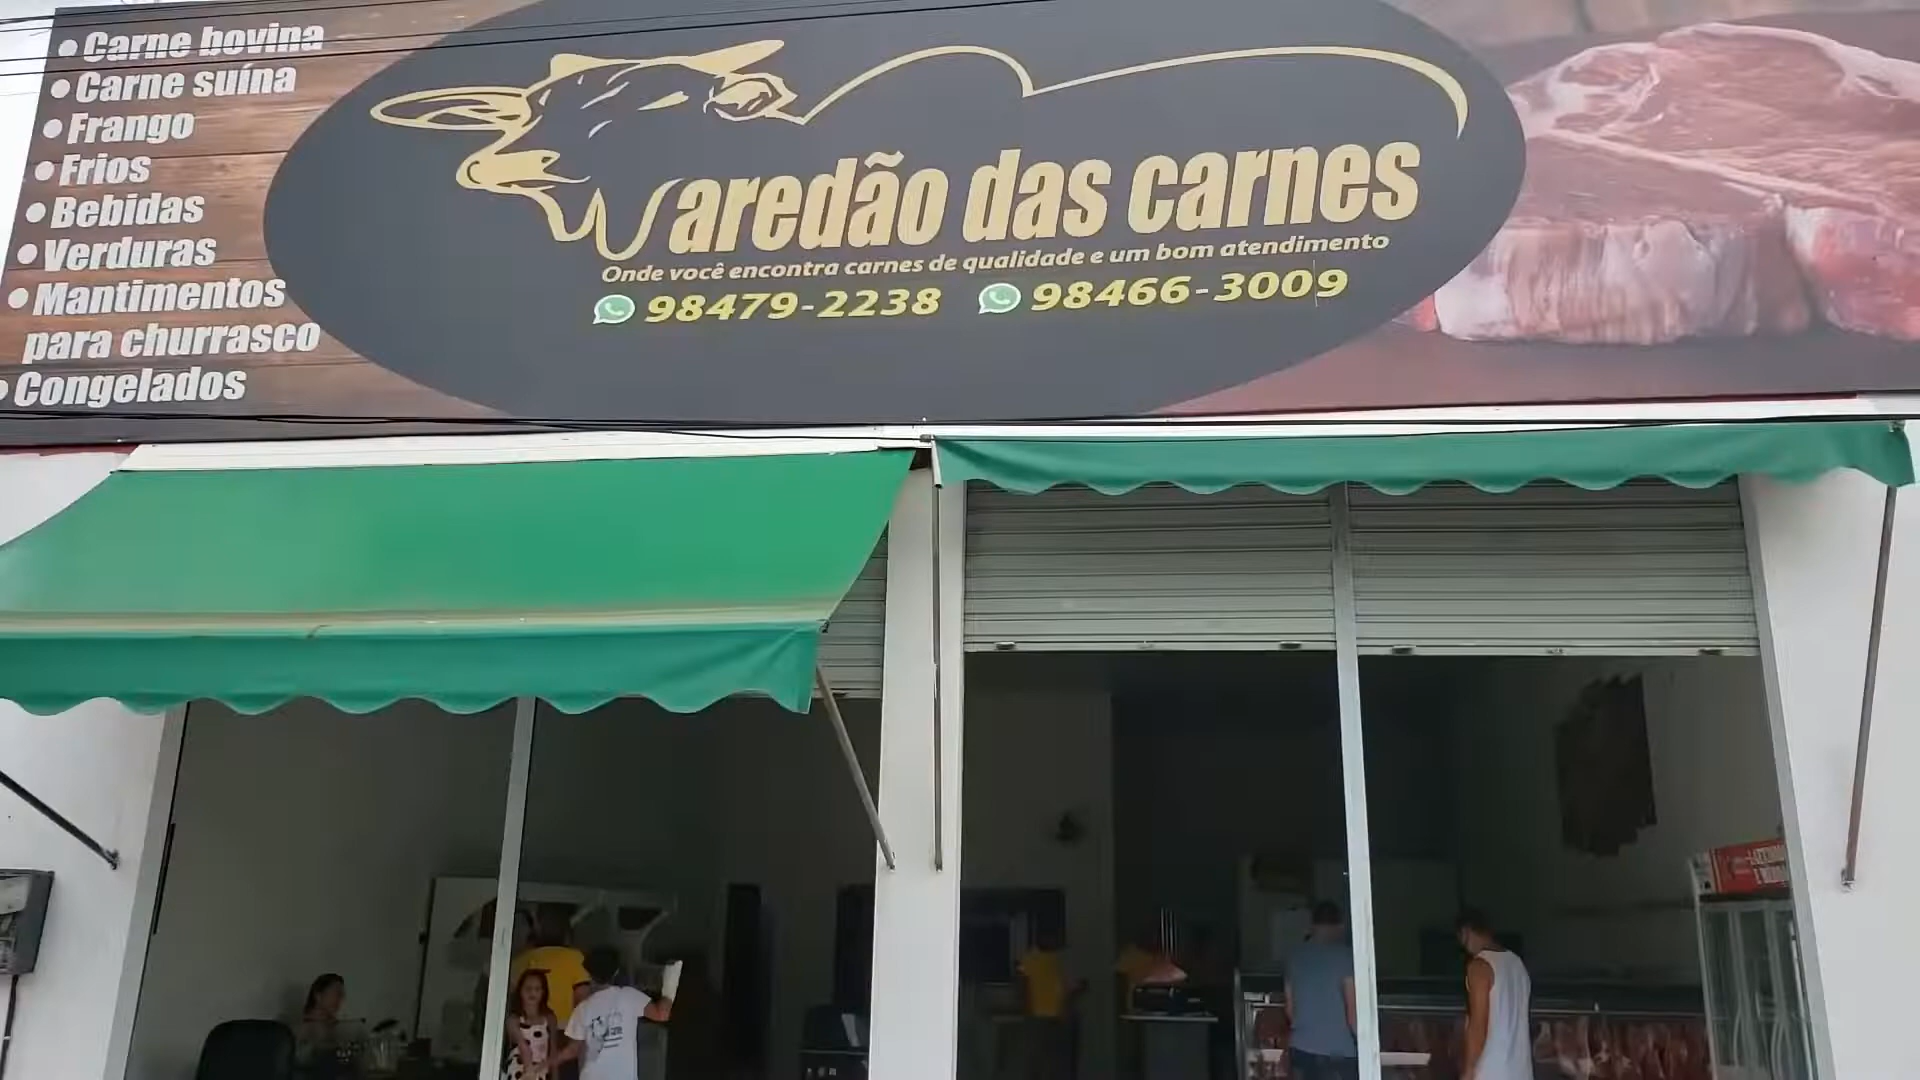 • Carne bovina
• Carne suína
• Frango
• Frios
• Bebidas
• Verduras
• Mantimentos
para churrasco
• Congelados
Varedão das carnes
Onde você encontra carnes de qualidade e um bom atendimento
98479-2238 98466-3009